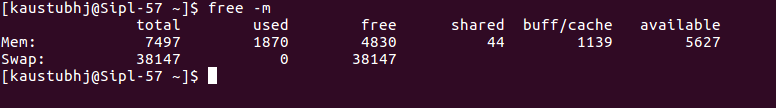 [kaustubhj@Sipl-57 ~]$ free -m
              total        used        free      shared  buff/cache   available
Mem:           7497        1870        4830          44        1139        5627
Swap:         38147           0       38147
[kaustubhj@Sipl-57 ~]$